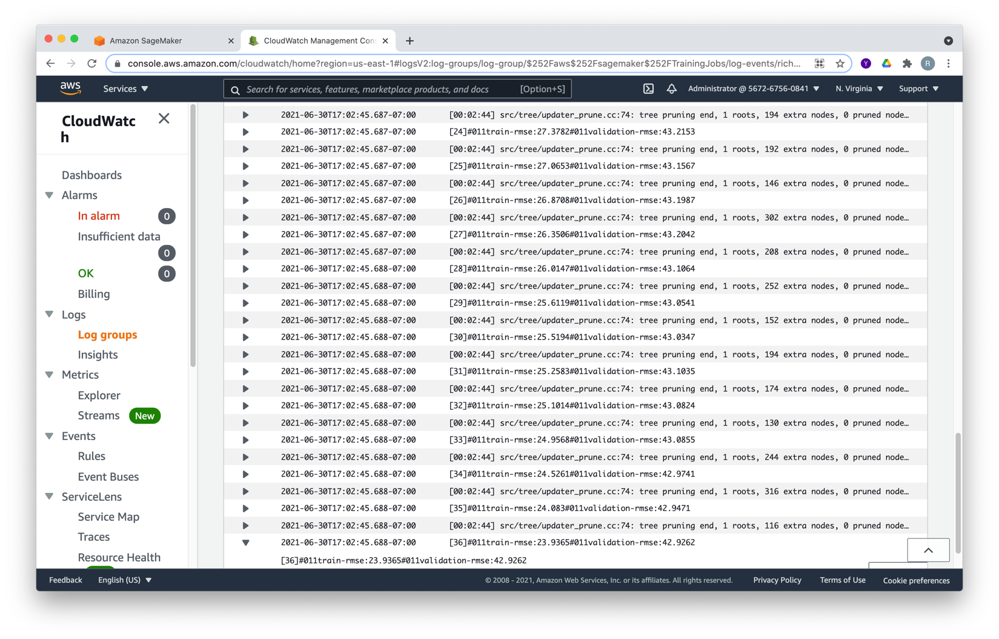 Amazon SageMaker
CloudWatch Management Con
console.aws.amazon.com/cloudwatch/home?region=us-east-1#logsV2:log-groups/log-group/$252Faws$252Fsagemaker$252FTrainingJobs/log-events/rich...
Y
R
aws
Services
Search for services, features, marketplace products, and docs
[Option+S]
Administrator @ 5672-6756-0841
N. Virginia
Support
CloudWatc
h
Dashboards
Alarms
In alarm 0
Insufficient data
0
OK 0
Billing
Logs
Log groups
Insights
Metrics
Explorer
Streams New
Events
Rules
Event Buses
ServiceLens
Service Map
Traces
Resource Health
2021-06-30T17:02:45.687-07:00 [00:02:44] src/tree/updater_prune.cc:74: tree pruning end, 1 roots, 194 extra nodes, 0 pruned node…
2021-06-30T17:02:45.687-07:00 [24]#011train-rmse:27.3782#011validation-rmse:43.2153
2021-06-30T17:02:45.687-07:00 [00:02:44] src/tree/updater_prune.cc:74: tree pruning end, 1 roots, 192 extra nodes, 0 pruned node…
2021-06-30T17:02:45.687-07:00 [25]#011train-rmse:27.0653#011validation-rmse:43.1567
2021-06-30T17:02:45.687-07:00 [00:02:44] src/tree/updater_prune.cc:74: tree pruning end, 1 roots, 146 extra nodes, 0 pruned node…
2021-06-30T17:02:45.687-07:00 [26]#011train-rmse:26.8708#011validation-rmse:43.1987
2021-06-30T17:02:45.687-07:00 [00:02:44] src/tree/updater_prune.cc:74: tree pruning end, 1 roots, 302 extra nodes, 0 pruned node…
2021-06-30T17:02:45.687-07:00 [27]#011train-rmse:26.3506#011validation-rmse:43.2042
2021-06-30T17:02:45.687-07:00 [00:02:44] src/tree/updater_prune.cc:74: tree pruning end, 1 roots, 208 extra nodes, 0 pruned node…
2021-06-30T17:02:45.688-07:00 [28]#011train-rmse:26.0147#011validation-rmse:43.1064
2021-06-30T17:02:45.688-07:00 [00:02:44] src/tree/updater_prune.cc:74: tree pruning end, 1 roots, 252 extra nodes, 0 pruned node…
2021-06-30T17:02:45.688-07:00 [29]#011train-rmse:25.6119#011validation-rmse:43.0541
2021-06-30T17:02:45.688-07:00 [00:02:44] src/tree/updater_prune.cc:74: tree pruning end, 1 roots, 152 extra nodes, 0 pruned node…
2021-06-30T17:02:45.688-07:00 [30]#011train-rmse:25.5194#011validation-rmse:43.0347
2021-06-30T17:02:45.688-07:00 [00:02:44] src/tree/updater_prune.cc:74: tree pruning end, 1 roots, 194 extra nodes, 0 pruned node…
2021-06-30T17:02:45.688-07:00 [31]#011train-rmse:25.2583#011validation-rmse:43.1035
2021-06-30T17:02:45.688-07:00 [00:02:44] src/tree/updater_prune.cc:74: tree pruning end, 1 roots, 174 extra nodes, 0 pruned node…
2021-06-30T17:02:45.688-07:00 [32]#011train-rmse:25.1014#011validation-rmse:43.0824
2021-06-30T17:02:45.688-07:00 [00:02:44] src/tree/updater_prune.cc:74: tree pruning end, 1 roots, 130 extra nodes, 0 pruned node…
2021-06-30T17:02:45.688-07:00 [33]#011train-rmse:24.9568#011validation-rmse:43.0855
2021-06-30T17:02:45.688-07:00 [00:02:44] src/tree/updater_prune.cc:74: tree pruning end, 1 roots, 244 extra nodes, 0 pruned node…
2021-06-30T17:02:45.688-07:00 [34]#011train-rmse:24.5261#011validation-rmse:42.9741
2021-06-30T17:02:45.688-07:00 [00:02:44] src/tree/updater_prune.cc:74: tree pruning end, 1 roots, 316 extra nodes, 0 pruned node…
2021-06-30T17:02:45.688-07:00 [35]#011train-rmse:24.083#011validation-rmse:42.9471
2021-06-30T17:02:45.688-07:00 [00:02:44] src/tree/updater_prune.cc:74: tree pruning end, 1 roots, 116 extra nodes, 0 pruned node…
2021-06-30T17:02:45.688-07:00 [36]#011train-rmse:23.9365#011validation-rmse:42.9262
[36]#011train-rmse:23.9365#011validation-rmse:42.9262
Feedback
English (US)
© 2008 - 2021, Amazon Web Services, Inc. or its affiliates. All rights reserved.
Privacy Policy
Terms of Use
Cookie preferences